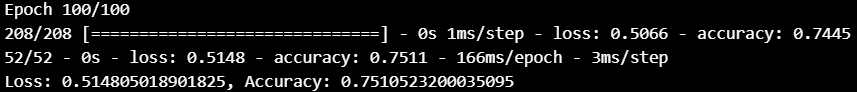 Epoch 100/100
208/208 [==============================] - 0s 1ms/step - loss: 0.5066 - accuracy: 0.7445
52/52 - 0s - loss: 0.5148 - accuracy: 0.7511 - 166ms/epoch - 3ms/step
Loss: 0.514805018901825, Accuracy: 0.7510523200035095